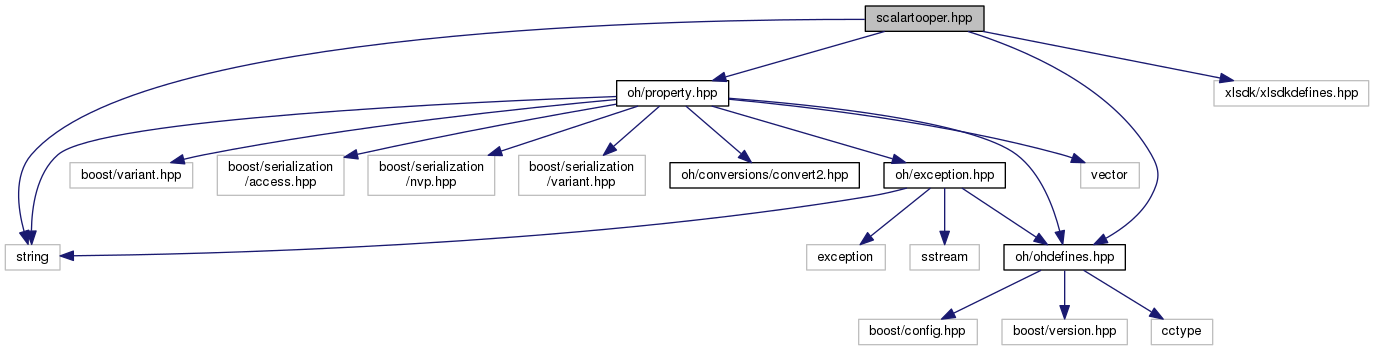 scalartooper.hpp
oh/property.hpp
xlsdk/xlsdkdefines.hpp
boost/variant.hpp
boost/serialization
/access.hpp
boost/serialization
/nvp.hpp
boost/serialization
/variant.hpp
oh/conversions/convert2.hpp
oh/exception.hpp
vector
string
exception
sstream
oh/ohdefines.hpp
boost/config.hpp
boost/version.hpp
cctype